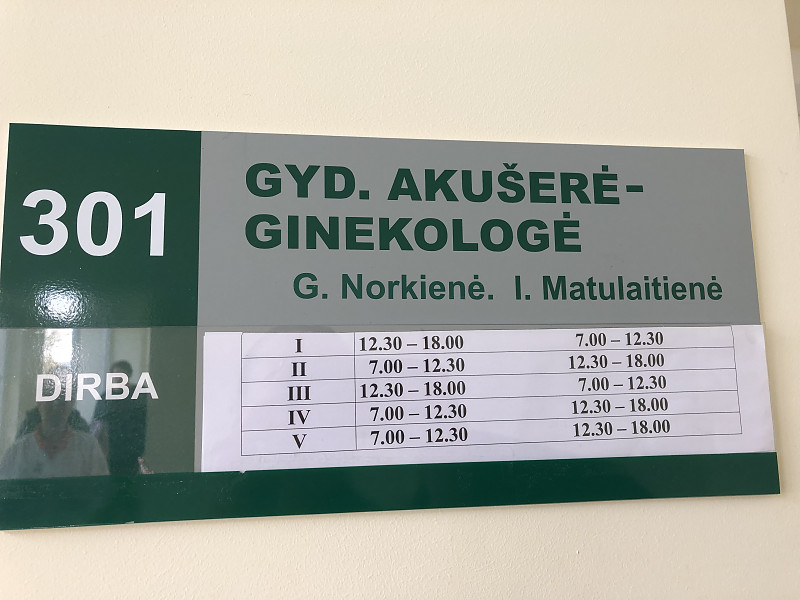 301
GYD. AKUŠERĖ-
GINEKOLOGĖ
G. Norkienė. I. Matulaitienė
DIRBA
I 12.30 – 18.00 7.00 – 12.30
II 7.00 – 12.30 12.30 – 18.00
III 12.30 – 18.00 7.00 – 12.30
IV 7.00 – 12.30 12.30 – 18.00
V 7.00 – 12.30 12.30 – 18.00